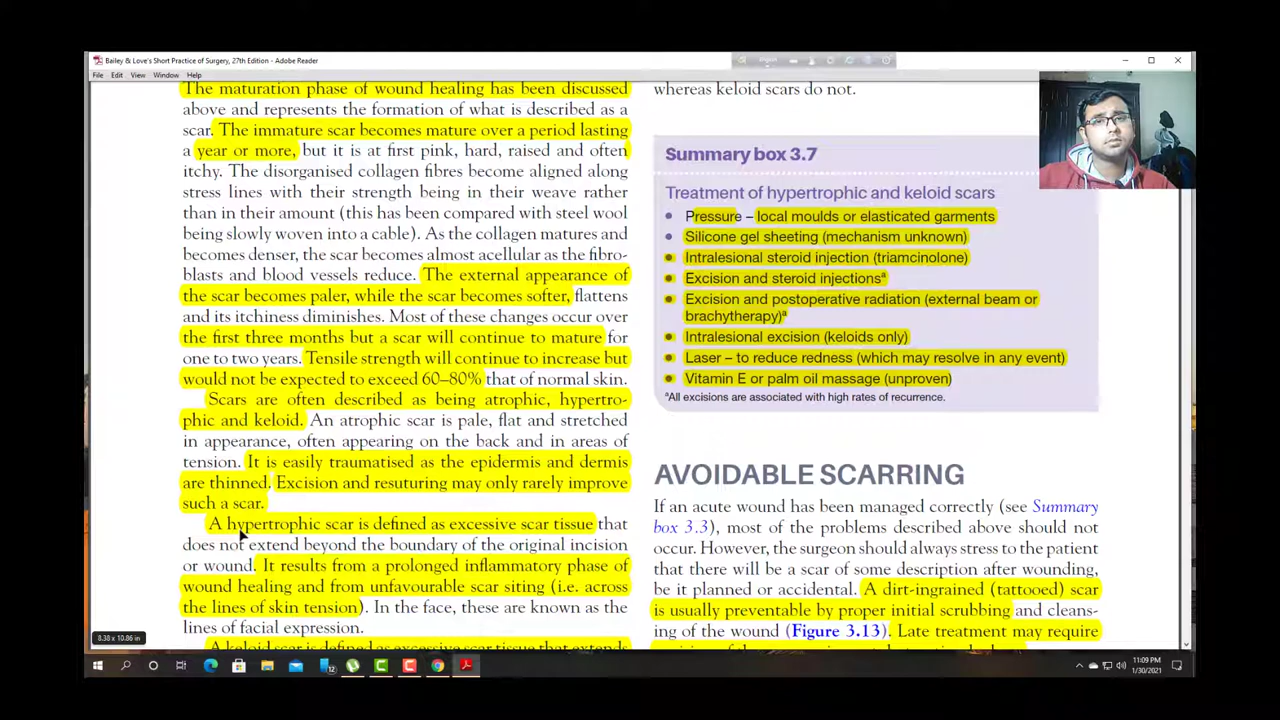 Bailey & Love's Short Practice of Surgery, 27th Edition - Adobe Reader
File Edit View Window Help
The maturation phase of wound healing has been discussed
above and represents the formation of what is described as a
scar. The immature scar becomes mature over a period lasting
a year or more, but it is at first pink, hard, raised and often
itchy. The disorganised collagen fibres become aligned along
stress lines with their strength being in their weave rather
than in their amount (this has been compared with steel wool
being slowly woven into a cable). As the collagen matures and
becomes denser, the scar becomes almost acellular as the fibro-
blasts and blood vessels reduce. The external appearance of
the scar becomes paler, while the scar becomes softer, flattens
and its itchiness diminishes. Most of these changes occur over
the first three months but a scar will continue to mature for
one to two years. Tensile strength will continue to increase but
would not be expected to exceed 60–80% that of normal skin.
Scars are often described as being atrophic, hypertro-
phic and keloid. An atrophic scar is pale, flat and stretched
in appearance, often appearing on the back and in areas of
tension. It is easily traumatised as the epidermis and dermis
are thinned. Excision and resuturing may only rarely improve
such a scar.
A hypertrophic scar is defined as excessive scar tissue that
does not extend beyond the boundary of the original incision
or wound. It results from a prolonged inflammatory phase of
wound healing and from unfavourable scar siting (i.e. across
the lines of skin tension). In the face, these are known as the
lines of facial expression.
A keloid scar is defined as excessive scar tissue that extends
whereas keloid scars do not.
Summary box 3.7
Treatment of hypertrophic and keloid scars
● Pressure – local moulds or elasticated garments
● Silicone gel sheeting (mechanism unknown)
● Intralesional steroid injection (triamcinolone)
● Excision and steroid injectionsᵃ
● Excision and postoperative radiation (external beam or
brachytherapy)ᵃ
● Intralesional excision (keloids only)
● Laser – to reduce redness (which may resolve in any event)
● Vitamin E or palm oil massage (unproven)
ᵃAll excisions are associated with high rates of recurrence.
AVOIDABLE SCARRING
If an acute wound has been managed correctly (see Summary
box 3.3), most of the problems described above should not
occur. However, the surgeon should always stress to the patient
that there will be a scar of some description after wounding,
be it planned or accidental. A dirt-ingrained (tattooed) scar
is usually preventable by proper initial scrubbing and cleans-
ing of the wound (Figure 3.13). Late treatment may require
8.38 x 10.86 in
12
11:09 PM
1/30/2021